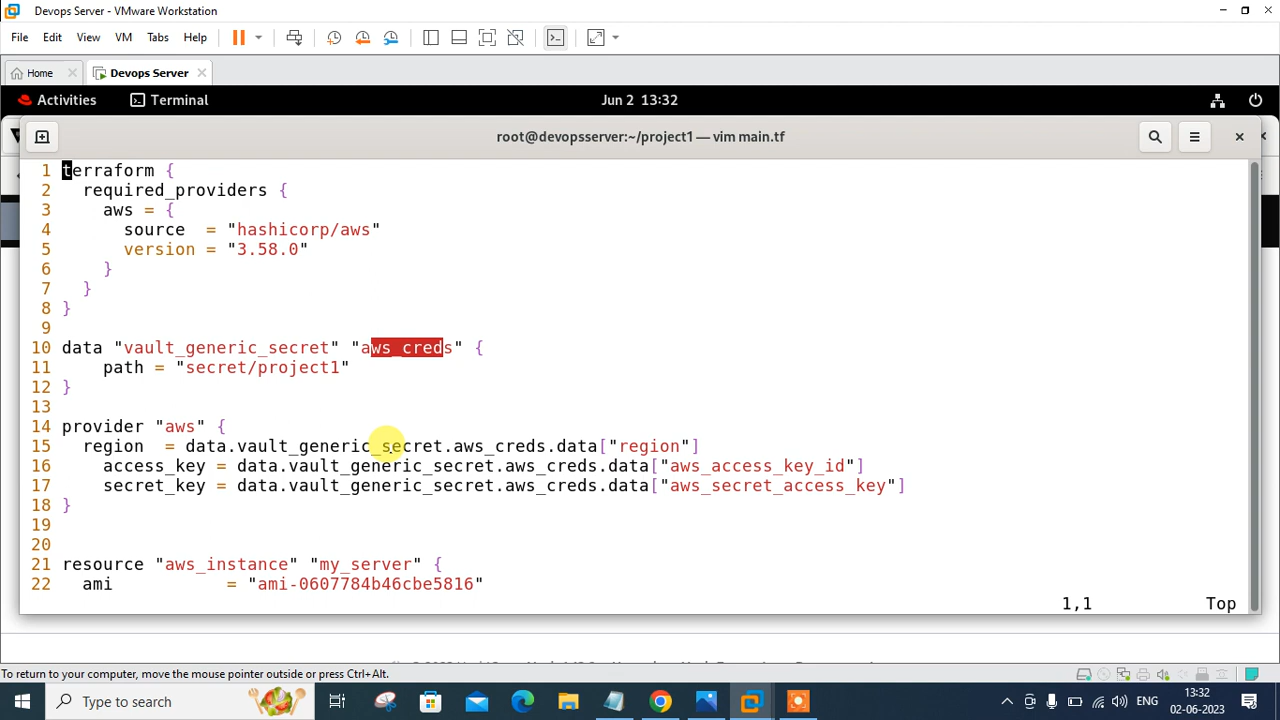 Devops Server - VMware Workstation
File Edit View VM Tabs Help
Home Devops Server
Activities Terminal Jun 2 13:32
root@devopsserver:~/project1 — vim main.tf
1 terraform {
2 required_providers {
3 aws = {
4 source = "hashicorp/aws"
5 version = "3.58.0"
6 }
7 }
8 }
9
10 data "vault_generic_secret" "aws_creds" {
11 path = "secret/project1"
12 }
13
14 provider "aws" {
15 region = data.vault_generic_secret.aws_creds.data["region"]
16 access_key = data.vault_generic_secret.aws_creds.data["aws_access_key_id"]
17 secret_key = data.vault_generic_secret.aws_creds.data["aws_secret_access_key"]
18 }
19
20
21 resource "aws_instance" "my_server" {
22 ami = "ami-0607784b46cbe5816"
1,1 Top
To return to your computer, move the mouse pointer outside or press Ctrl+Alt.
Type here to search
ENG
13:32
02-06-2023